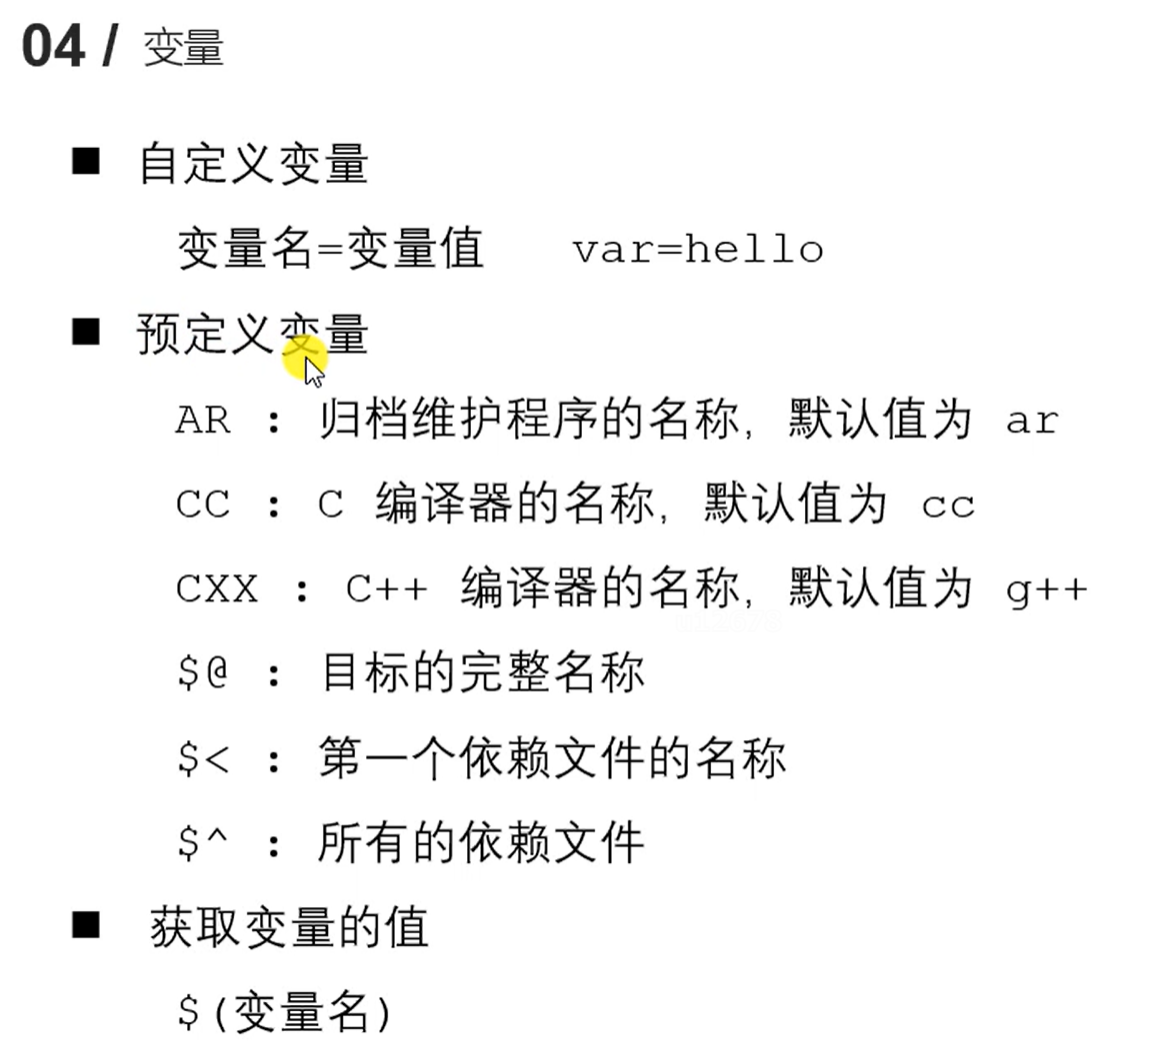 04 / 变量
■ 自定义变量
变量名=变量值 var=hello
■ 预定义变量
AR : 归档维护程序的名称, 默认值为 ar
CC : C 编译器的名称, 默认值为 cc
CXX : C++ 编译器的名称, 默认值为 g++
$@ : 目标的完整名称
$< : 第一个依赖文件的名称
$^ : 所有的依赖文件
■ 获取变量的值
$(变量名)